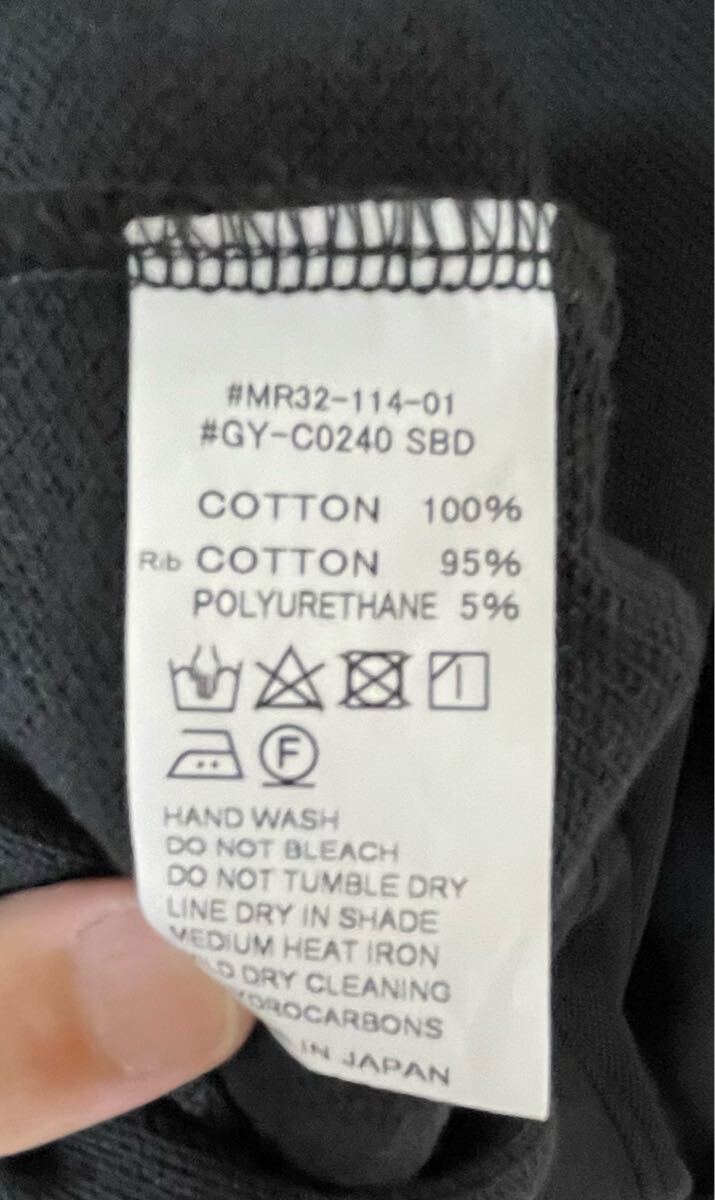 #MR32-114-01
#GY-C0240 SBD
COTTON 100%
Rib COTTON 95%
POLYURETHANE 5%
F
HAND WASH
DO NOT BLEACH
DO NOT TUMBLE DRY
LINE DRY IN SHADE
MEDIUM HEAT IRON
DRY CLEANING
IN JAPAN